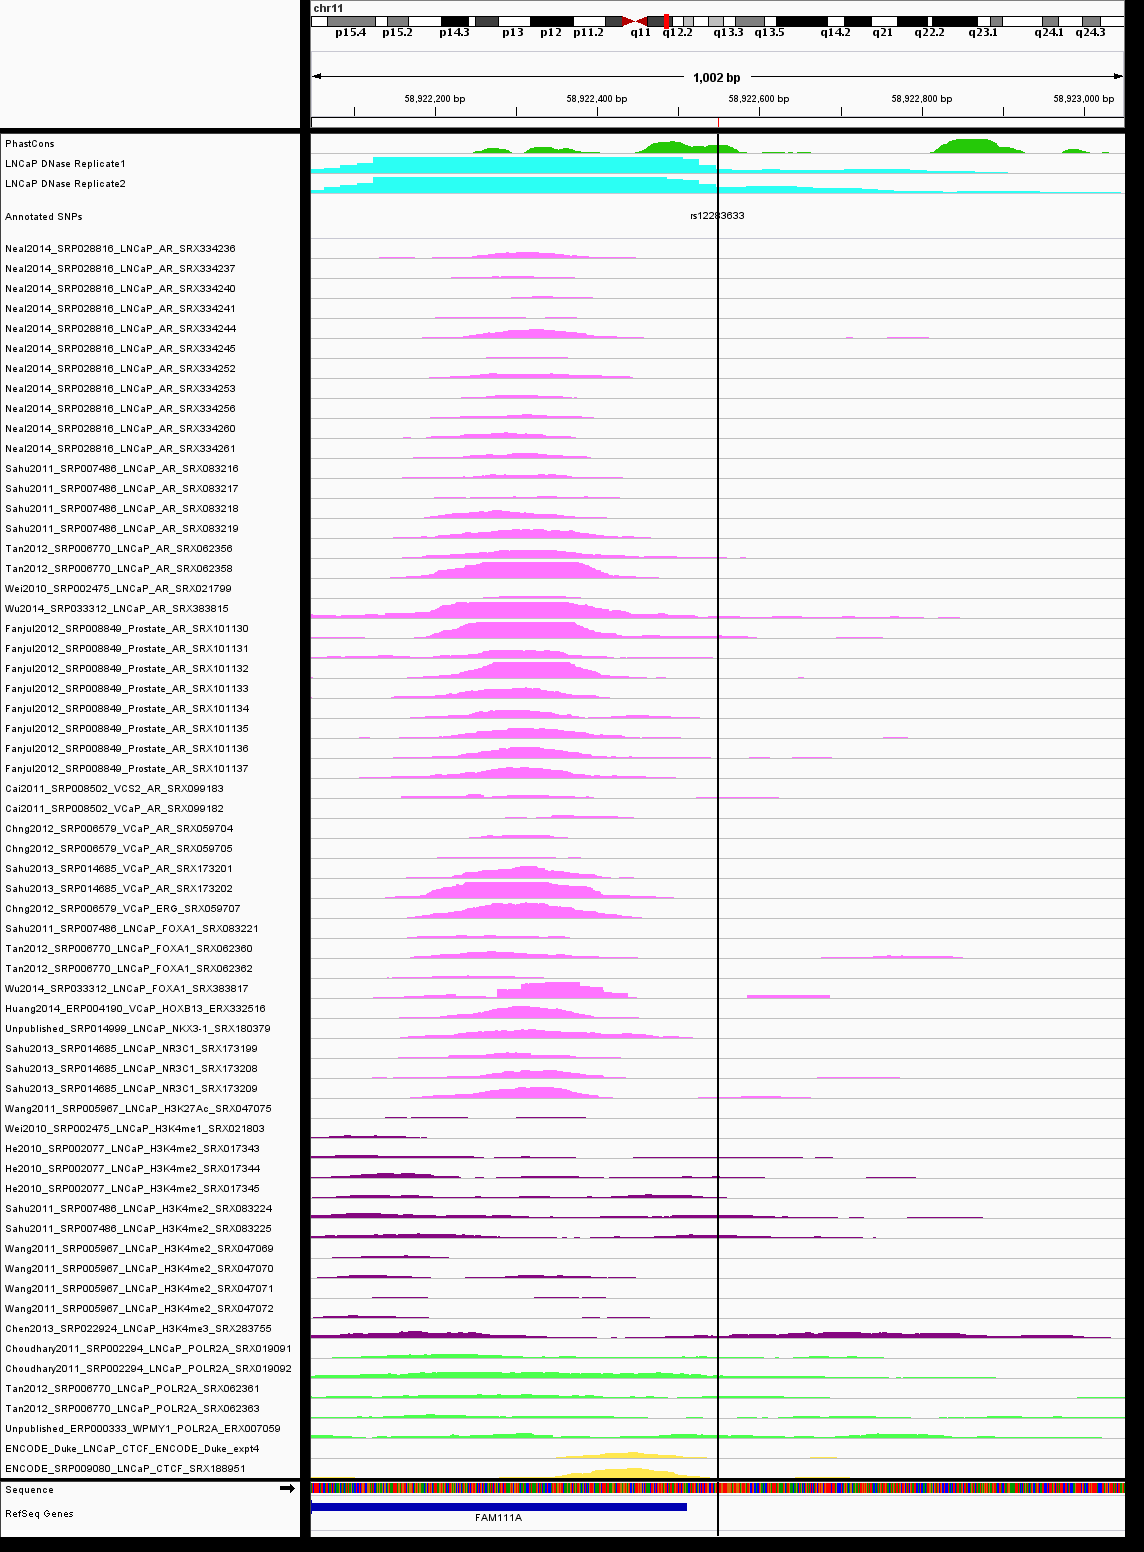 chr11
p15.4 p15.2 p14.3 p13 p12 p11.2 q11 q12.2 q13.3 q13.5 q14.2 q21 q22.2 q23.1 q24.1 q24.3
1,002 bp
58,922,200 bp 58,922,400 bp 58,922,600 bp 58,922,800 bp 58,923,000 bp
PhastCons
LNCaP DNase Replicate1
LNCaP DNase Replicate2
Annotated SNPs rs12283633
Neal2014_SRP028816_LNCaP_AR_SRX334236
Neal2014_SRP028816_LNCaP_AR_SRX334237
Neal2014_SRP028816_LNCaP_AR_SRX334240
Neal2014_SRP028816_LNCaP_AR_SRX334241
Neal2014_SRP028816_LNCaP_AR_SRX334244
Neal2014_SRP028816_LNCaP_AR_SRX334245
Neal2014_SRP028816_LNCaP_AR_SRX334252
Neal2014_SRP028816_LNCaP_AR_SRX334253
Neal2014_SRP028816_LNCaP_AR_SRX334256
Neal2014_SRP028816_LNCaP_AR_SRX334260
Neal2014_SRP028816_LNCaP_AR_SRX334261
Sahu2011_SRP007486_LNCaP_AR_SRX083216
Sahu2011_SRP007486_LNCaP_AR_SRX083217
Sahu2011_SRP007486_LNCaP_AR_SRX083218
Sahu2011_SRP007486_LNCaP_AR_SRX083219
Tan2012_SRP006770_LNCaP_AR_SRX062356
Tan2012_SRP006770_LNCaP_AR_SRX062358
Wei2010_SRP002475_LNCaP_AR_SRX021799
Wu2014_SRP033312_LNCaP_AR_SRX383815
Fanjul2012_SRP008849_Prostate_AR_SRX101130
Fanjul2012_SRP008849_Prostate_AR_SRX101131
Fanjul2012_SRP008849_Prostate_AR_SRX101132
Fanjul2012_SRP008849_Prostate_AR_SRX101133
Fanjul2012_SRP008849_Prostate_AR_SRX101134
Fanjul2012_SRP008849_Prostate_AR_SRX101135
Fanjul2012_SRP008849_Prostate_AR_SRX101136
Fanjul2012_SRP008849_Prostate_AR_SRX101137
Cai2011_SRP008502_VCS2_AR_SRX099183
Cai2011_SRP008502_VCaP_AR_SRX099182
Chng2012_SRP006579_VCaP_AR_SRX059704
Chng2012_SRP006579_VCaP_AR_SRX059705
Sahu2013_SRP014685_VCaP_AR_SRX173201
Sahu2013_SRP014685_VCaP_AR_SRX173202
Chng2012_SRP006579_VCaP_ERG_SRX059707
Sahu2011_SRP007486_LNCaP_FOXA1_SRX083221
Tan2012_SRP006770_LNCaP_FOXA1_SRX062360
Tan2012_SRP006770_LNCaP_FOXA1_SRX062362
Wu2014_SRP033312_LNCaP_FOXA1_SRX383817
Huang2014_ERP004190_VCaP_HOXB13_ERX332516
Unpublished_SRP014999_LNCaP_NKX3-1_SRX180379
Sahu2013_SRP014685_LNCaP_NR3C1_SRX173199
Sahu2013_SRP014685_LNCaP_NR3C1_SRX173208
Sahu2013_SRP014685_LNCaP_NR3C1_SRX173209
Wang2011_SRP005967_LNCaP_H3K27Ac_SRX047075
Wei2010_SRP002475_LNCaP_H3K4me1_SRX021803
He2010_SRP002077_LNCaP_H3K4me2_SRX017343
He2010_SRP002077_LNCaP_H3K4me2_SRX017344
He2010_SRP002077_LNCaP_H3K4me2_SRX017345
Sahu2011_SRP007486_LNCaP_H3K4me2_SRX083224
Sahu2011_SRP007486_LNCaP_H3K4me2_SRX083225
Wang2011_SRP005967_LNCaP_H3K4me2_SRX047069
Wang2011_SRP005967_LNCaP_H3K4me2_SRX047070
Wang2011_SRP005967_LNCaP_H3K4me2_SRX047071
Wang2011_SRP005967_LNCaP_H3K4me2_SRX047072
Chen2013_SRP022924_LNCaP_H3K4me3_SRX283755
Choudhary2011_SRP002294_LNCaP_POLR2A_SRX019091
Choudhary2011_SRP002294_LNCaP_POLR2A_SRX019092
Tan2012_SRP006770_LNCaP_POLR2A_SRX062361
Tan2012_SRP006770_LNCaP_POLR2A_SRX062363
Unpublished_ERP000333_WPMY1_POLR2A_ERX007059
ENCODE_Duke_LNCaP_CTCF_ENCODE_Duke_expt4
ENCODE_SRP009080_LNCaP_CTCF_SRX188951
Sequence
RefSeq Genes
FAM111A